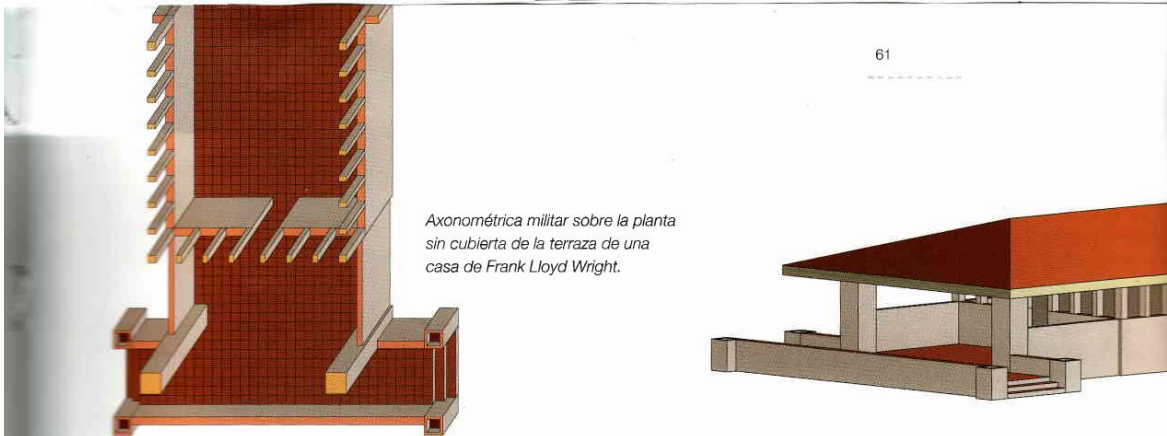 61
Axonométrica militar sobre la planta
sin cubierta de la terraza de una
casa de Frank Lloyd Wright.